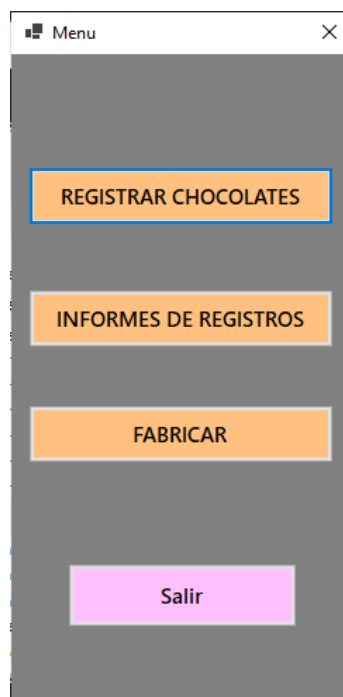 Menu
REGISTRAR CHOCOLATES
INFORMES DE REGISTROS
FABRICAR
Salir